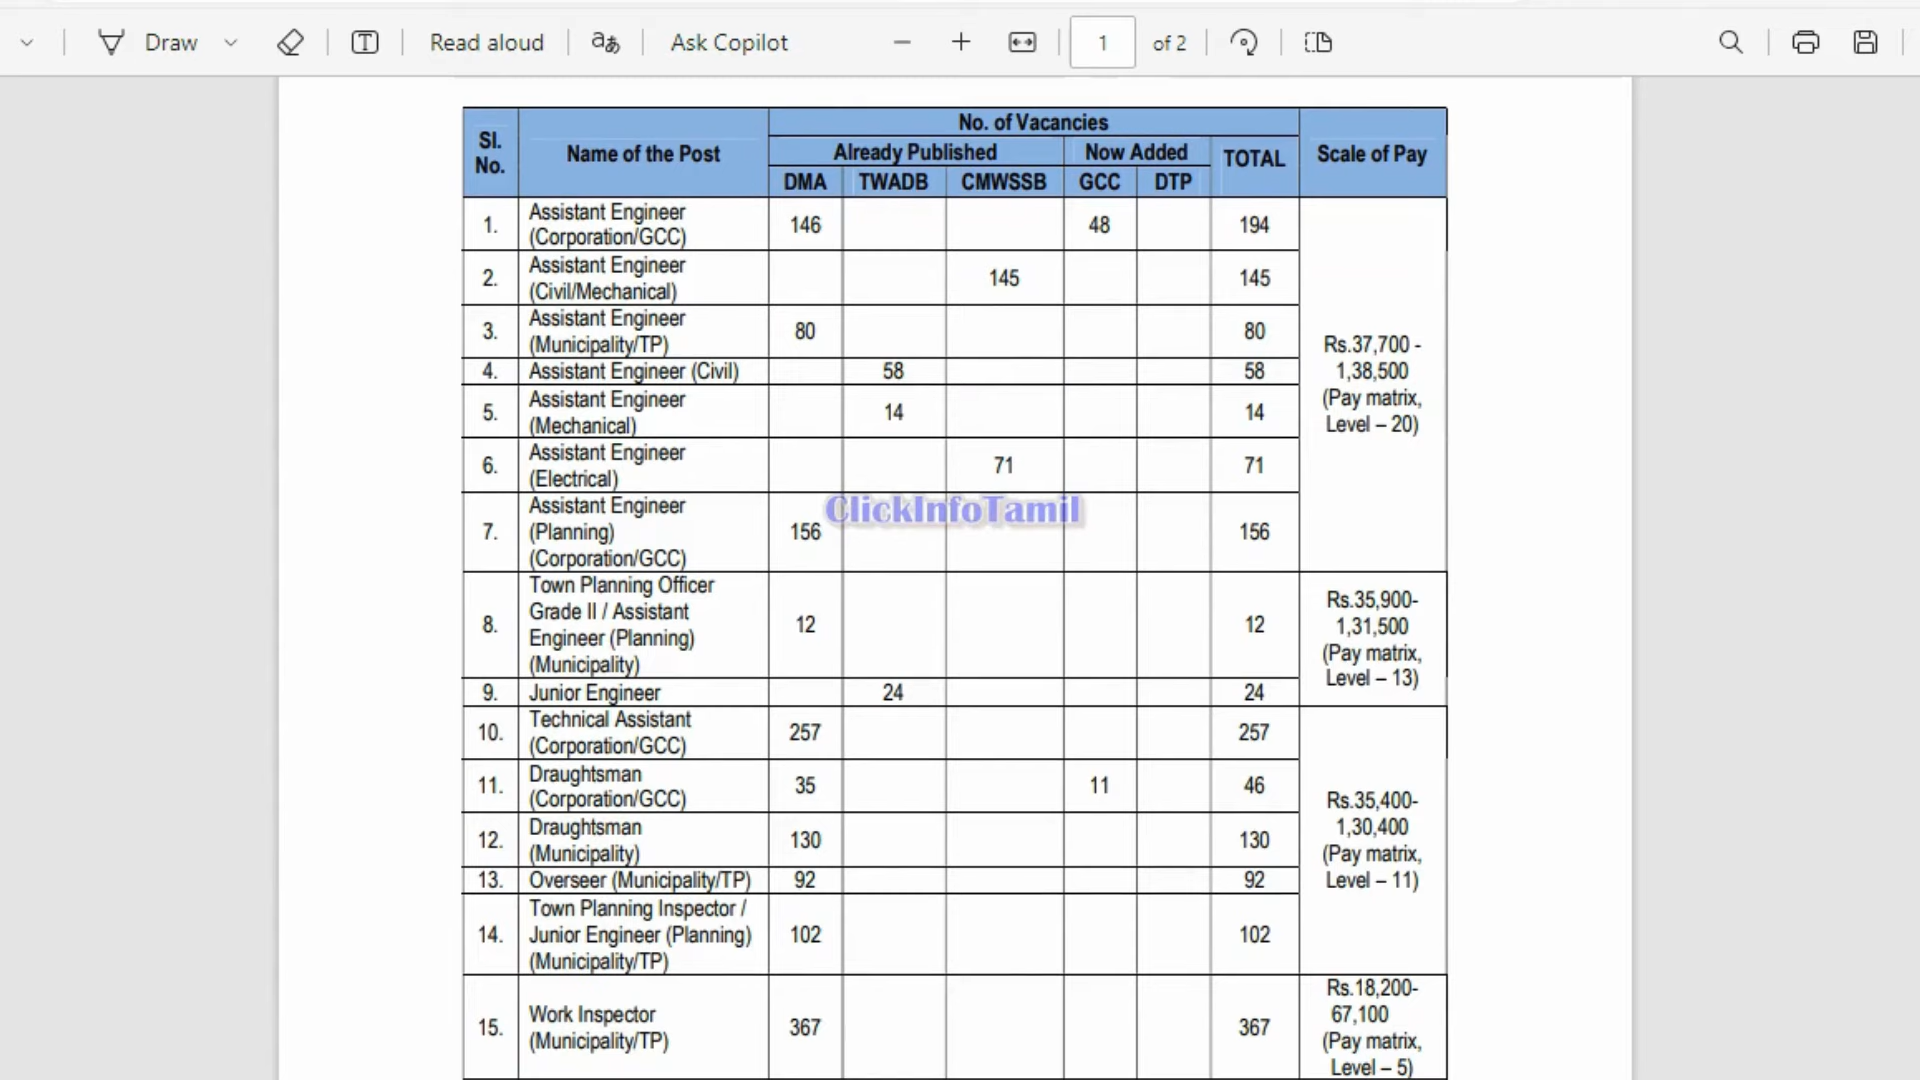 Draw
Read aloud
aあ
Ask Copilot
1 of 2
Sl. No. Name of the Post No. of Vacancies Scale of Pay
Already Published Now Added TOTAL
DMA TWADB CMWSSB GCC DTP
1. Assistant Engineer (Corporation/GCC) 146 48 194
2. Assistant Engineer (Civil/Mechanical) 145 145
3. Assistant Engineer (Municipality/TP) 80 80
4. Assistant Engineer (Civil) 58 58
5. Assistant Engineer (Mechanical) 14 14
6. Assistant Engineer (Electrical) 71 71
7. Assistant Engineer (Planning) (Corporation/GCC) 156 156
Rs.37,700 - 1,38,500 (Pay matrix, Level – 20)
ClickInfoTamil
8. Town Planning Officer Grade II / Assistant Engineer (Planning) (Municipality) 12 12
9. Junior Engineer 24 24
Rs.35,900- 1,31,500 (Pay matrix, Level – 13)
10. Technical Assistant (Corporation/GCC) 257 257
11. Draughtsman (Corporation/GCC) 35 11 46
12. Draughtsman (Municipality) 130 130
13. Overseer (Municipality/TP) 92 92
14. Town Planning Inspector / Junior Engineer (Planning) (Municipality/TP) 102 102
Rs.35,400- 1,30,400 (Pay matrix, Level – 11)
15. Work Inspector (Municipality/TP) 367 367
Rs.18,200- 67,100 (Pay matrix, Level – 5)